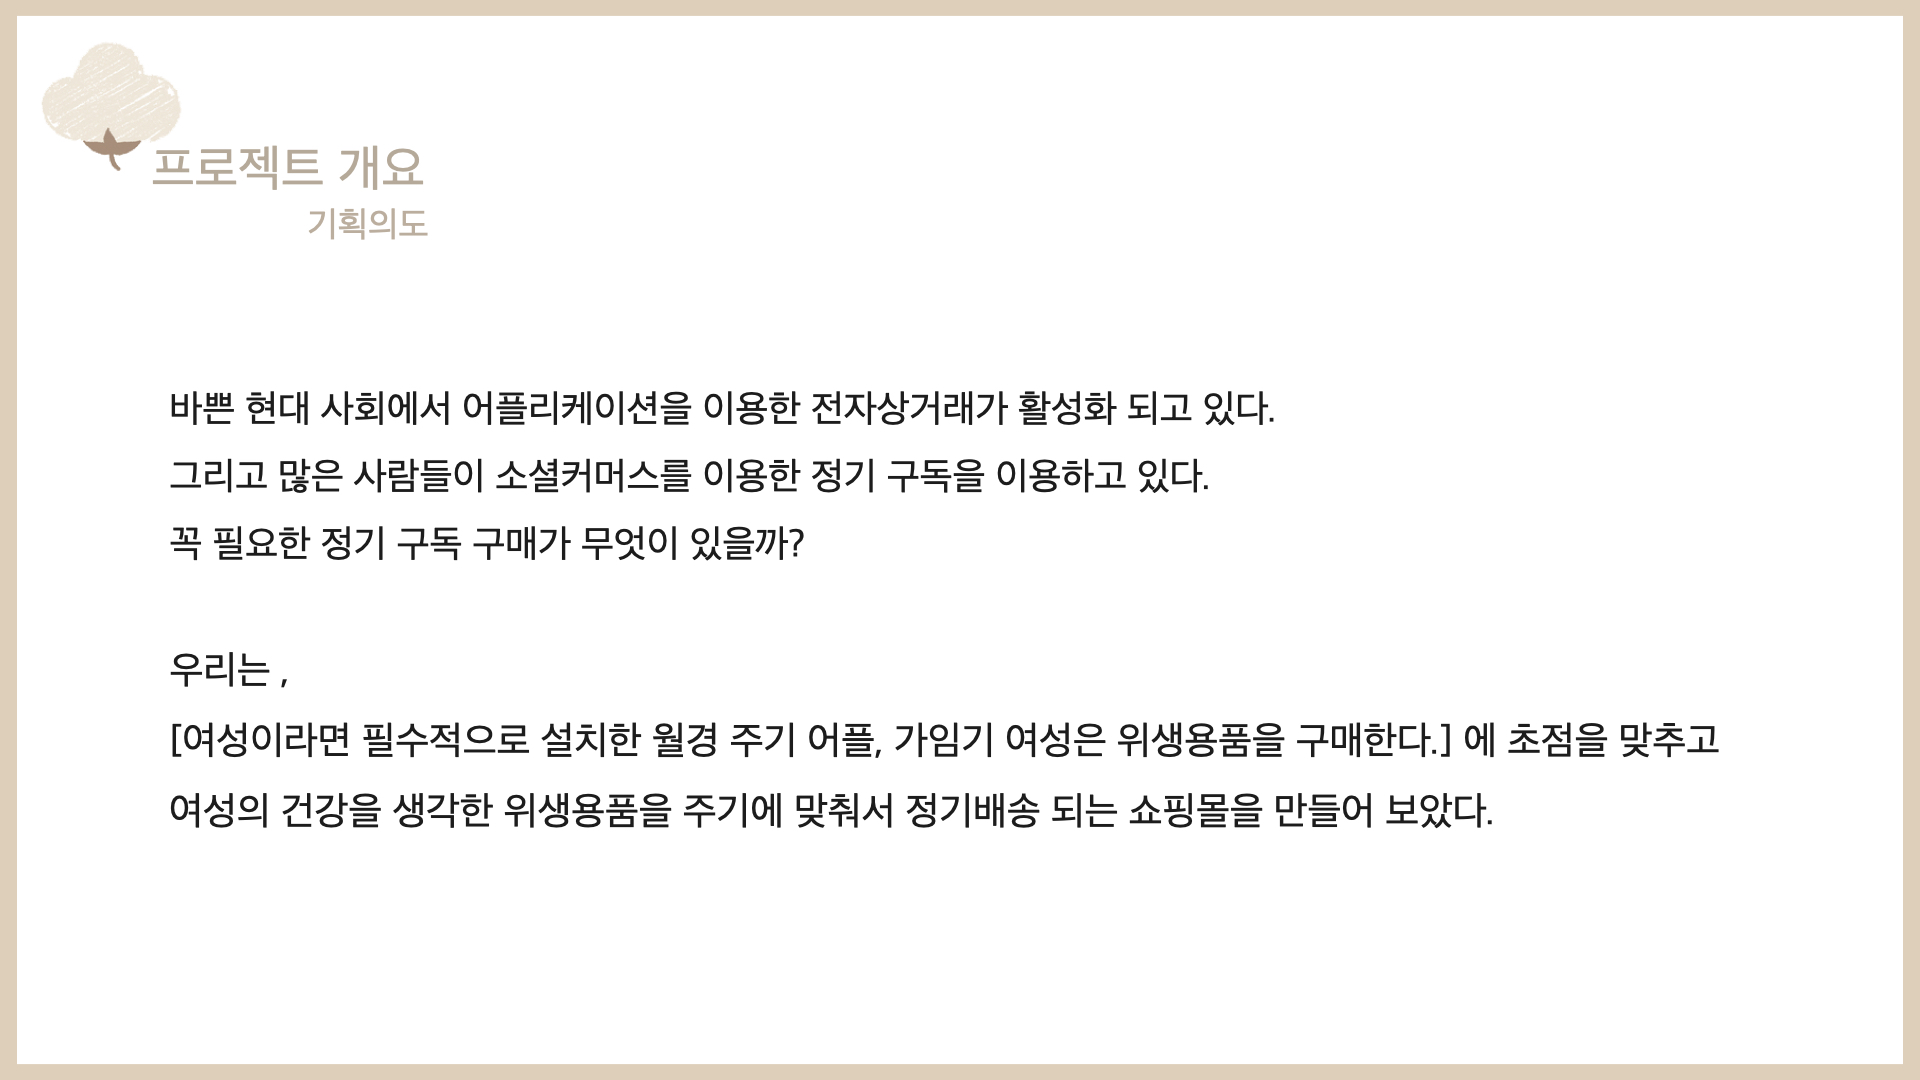 프로젝트 개요
기획의도
바쁜 현대 사회에서 어플리케이션을 이용한 전자상거래가 활성화 되고 있다.
그리고 많은 사람들이 소셜커머스를 이용한 정기 구독을 이용하고 있다.
꼭 필요한 정기 구독 구매가 무엇이 있을까?
우리는 ,
[여성이라면 필수적으로 설치한 월경 주기 어플, 가임기 여성은 위생용품을 구매한다.] 에 초점을 맞추고
여성의 건강을 생각한 위생용품을 주기에 맞춰서 정기배송 되는 쇼핑몰을 만들어 보았다.